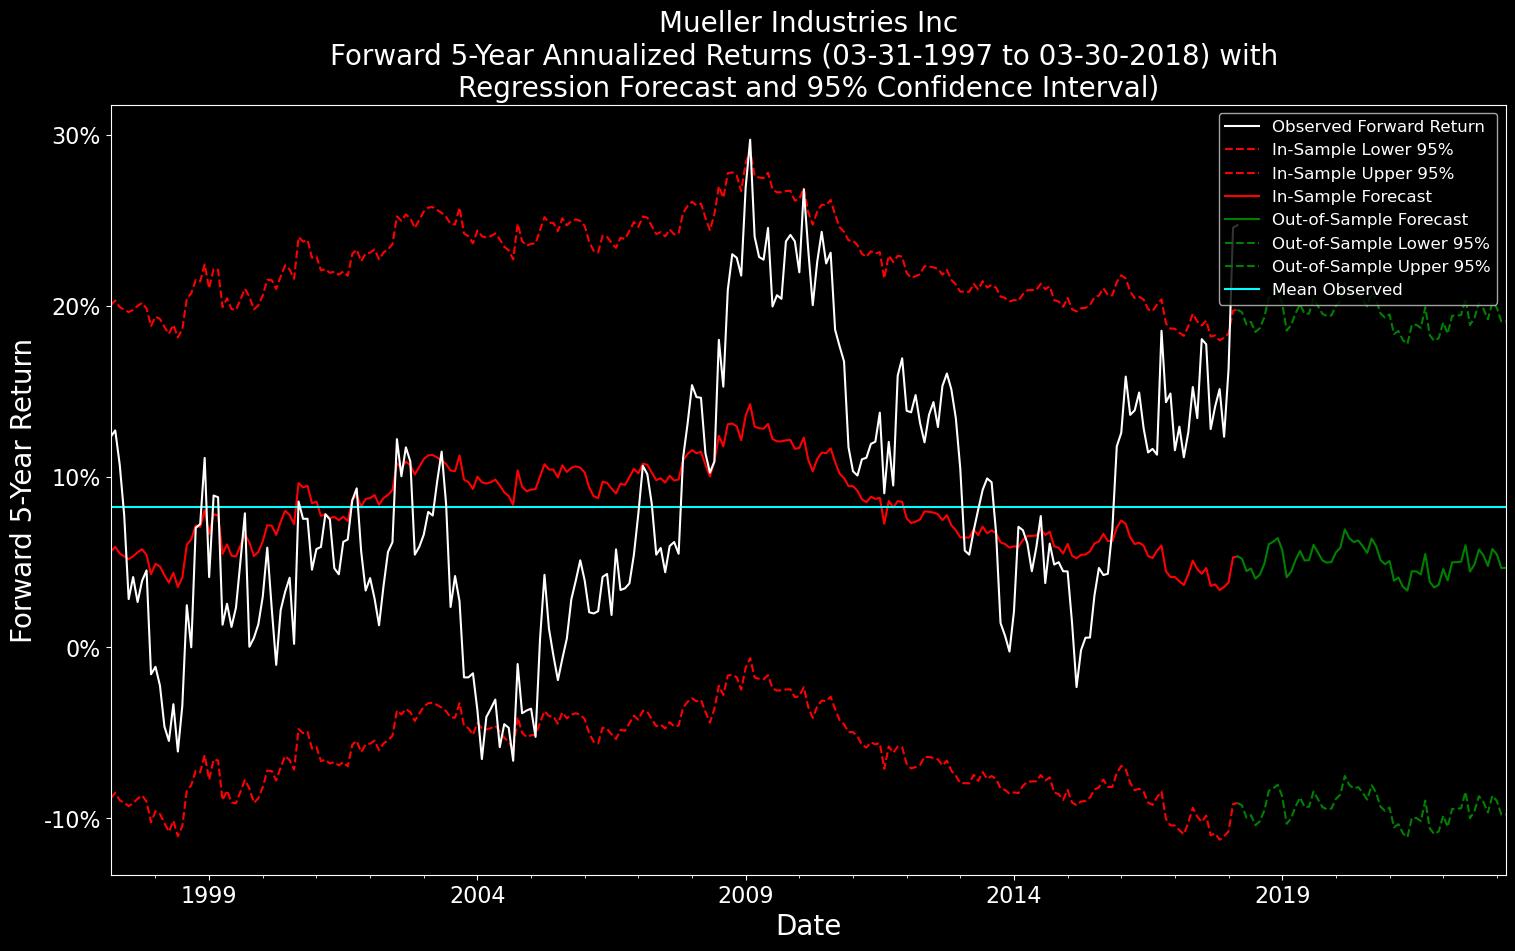 Mueller Industries Inc
Forward 5-Year Annualized Returns (03-31-1997 to 03-30-2018) with
Regression Forecast and 95% Confidence Interval)
Observed Forward Return
In-Sample Lower 95%
In-Sample Upper 95%
In-Sample Forecast
Out-of-Sample Forecast
Out-of-Sample Lower 95%
Out-of-Sample Upper 95%
Mean Observed
Forward 5-Year Return
30%
20%
10%
0%
-10%
1999
2004
2009
2014
2019
Date